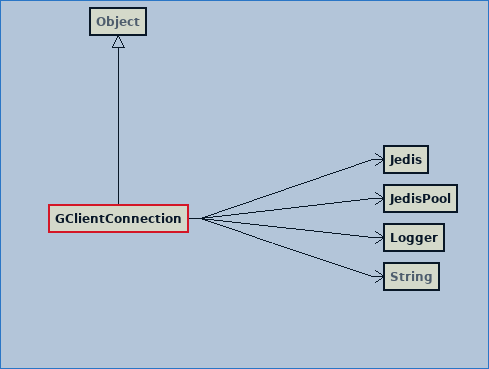 Object
Jedis
JedisPool
GClientConnection
Logger
String